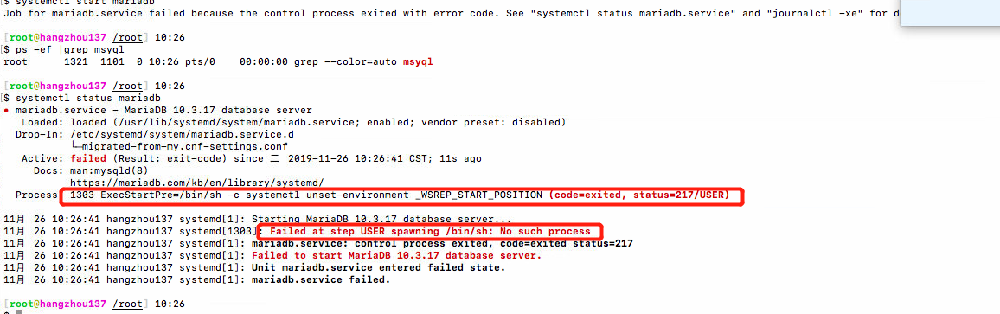 $ systemctl start mariadb
Job for mariadb.service failed because the control process exited with error code. See "systemctl status mariadb.service" and "journalctl -xe" for d
[root@hangzhou137 /root] 10:26
$ ps -ef |grep msyql
root 1321 1101 0 10:26 pts/0 00:00:00 grep --color=auto msyql
[root@hangzhou137 /root] 10:26
$ systemctl status mariadb
● mariadb.service - MariaDB 10.3.17 database server
Loaded: loaded (/usr/lib/systemd/system/mariadb.service; enabled; vendor preset: disabled)
Drop-In: /etc/systemd/system/mariadb.service.d
└─migrated-from-my.cnf-settings.conf
Active: failed (Result: exit-code) since 二 2019-11-26 10:26:41 CST; 11s ago
Docs: man:mysqld(8)
https://mariadb.com/kb/en/library/systemd/
Process 1303 ExecStartPre=/bin/sh -c systemctl unset-environment _WSREP_START_POSITION (code=exited, status=217/USER)
11月 26 10:26:41 hangzhou137 systemd[1]: Starting MariaDB 10.3.17 database server...
11月 26 10:26:41 hangzhou137 systemd[1303]: Failed at step USER spawning /bin/sh: No such process
11月 26 10:26:41 hangzhou137 systemd[1]: mariadb.service: control process exited, code=exited status=217
11月 26 10:26:41 hangzhou137 systemd[1]: Failed to start MariaDB 10.3.17 database server.
11月 26 10:26:41 hangzhou137 systemd[1]: Unit mariadb.service entered failed state.
11月 26 10:26:41 hangzhou137 systemd[1]: mariadb.service failed.
[root@hangzhou137 /root] 10:26
$